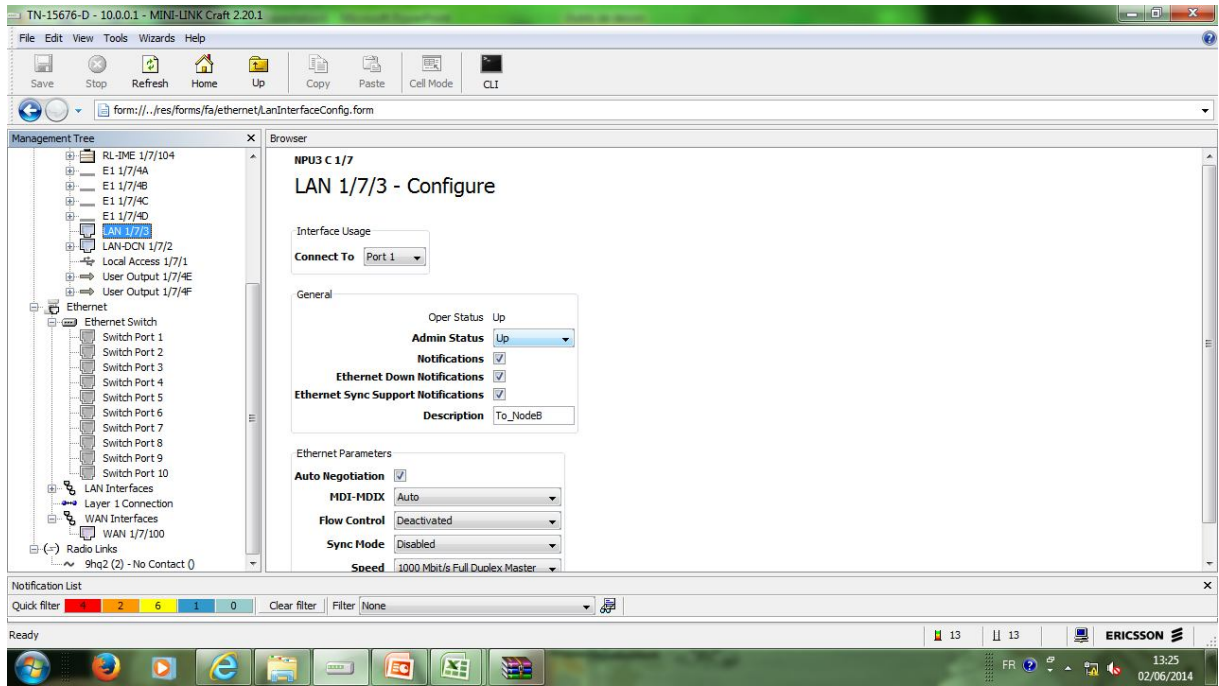 TN-15676-D - 10.0.0.1 - MINI-LINK Craft 2.20.1
File Edit View Tools Wizards Help
Save Stop Refresh Home Up Copy Paste Cell Mode CLI
form://../res/forms/fa/ethernet/LanInterfaceConfig.form
Management Tree
RL-IME 1/7/104
E1 1/7/4A
E1 1/7/4B
E1 1/7/4C
E1 1/7/4D
LAN 1/7/3
LAN-DCN 1/7/2
Local Access 1/7/1
User Output 1/7/4E
User Output 1/7/4F
Ethernet
Ethernet Switch
Switch Port 1
Switch Port 2
Switch Port 3
Switch Port 4
Switch Port 5
Switch Port 6
Switch Port 7
Switch Port 8
Switch Port 9
Switch Port 10
LAN Interfaces
Layer 1 Connection
WAN Interfaces
WAN 1/7/100
Radio Links
9hq2 (2) - No Contact ()
Browser
NPU3 C 1/7
LAN 1/7/3 - Configure
Interface Usage
Connect To Port 1
General
Oper Status Up
Admin Status Up
Notifications
Ethernet Down Notifications
Ethernet Sync Support Notifications
Description To_NodeB
Ethernet Parameters
Auto Negotiation
MDI-MDIX Auto
Flow Control Deactivated
Sync Mode Disabled
Speed 1000 Mbit/s Full Duplex Master
Notification List
Quick filter 4 2 6 1 0 Clear filter Filter None
Ready 13 13 ERICSSON
FR 13:25
02/06/2014